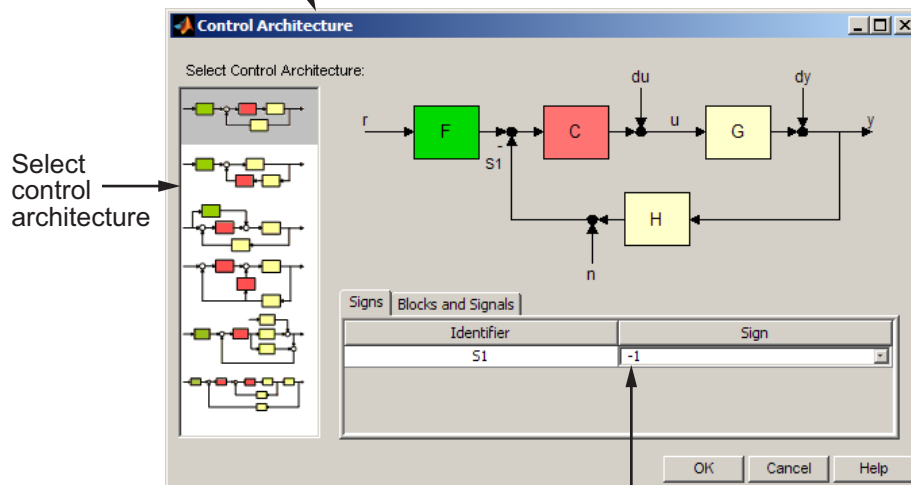 Control Architecture
Select Control Architecture:
Select
control
architecture
r
F
-
S1
C
du
u
G
dy
y
H
n
Signs
Blocks and Signals
Identifier
Sign
S1
-1
OK
Cancel
Help